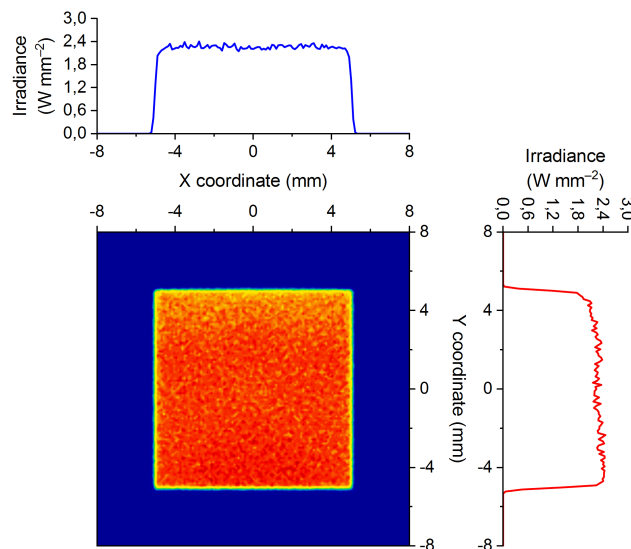 3,0
2,4
1,8
1,2
0,6
0,0
Irradiance
(W mm⁻²)
-8 -4 0 4 8
X coordinate (mm)
-8 -4 0 4 8
8
4
0
-4
-8
Y coordinate (mm)
Irradiance
(W mm⁻²)
0,0 0,6 1,2 1,8 2,4 3,0
8
4
0
-4
-8